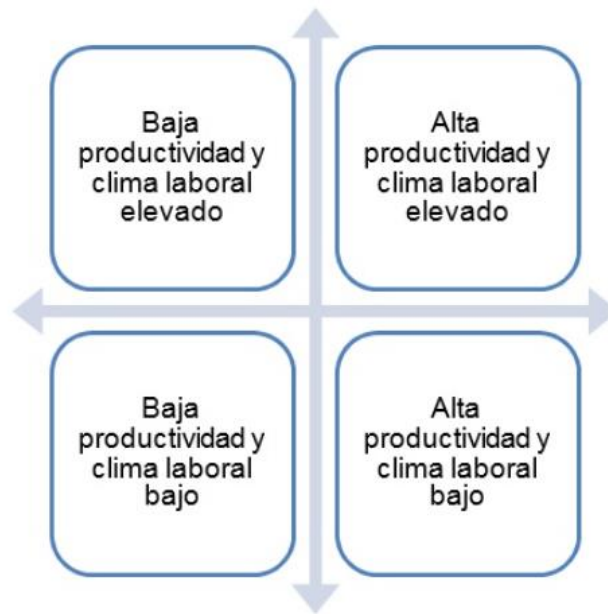 Baja
productividad y
clima laboral
elevado
Alta
productividad y
clima laboral
elevado
Baja
productividad y
clima laboral
bajo
Alta
productividad y
clima laboral
bajo